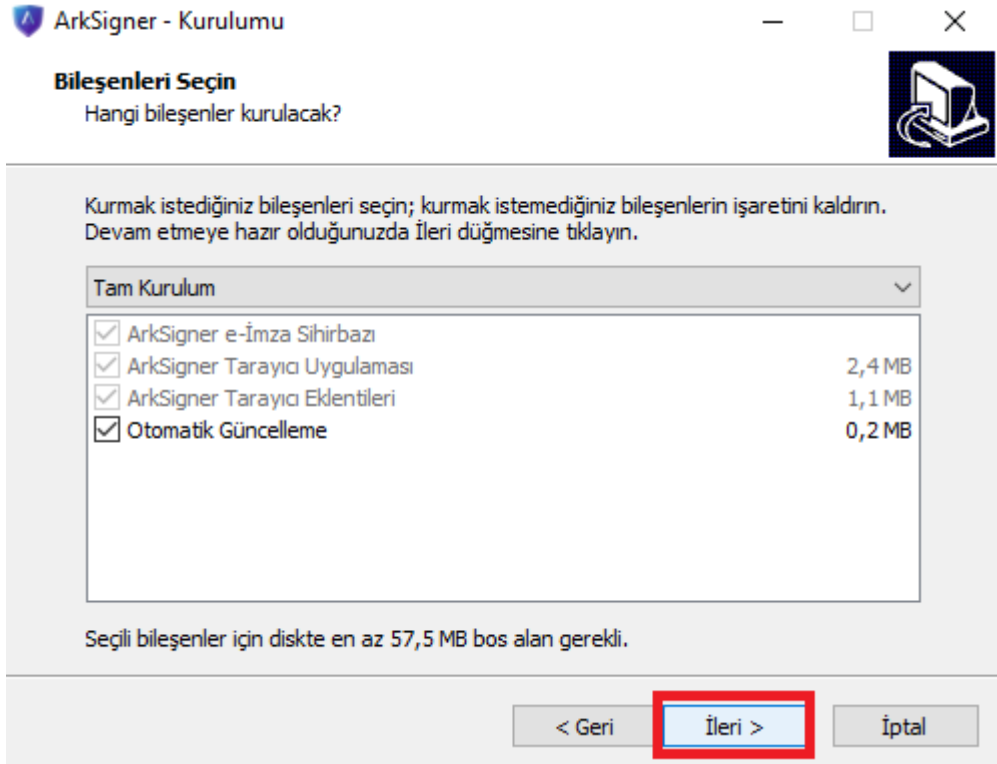 ArkSigner - Kurulumu
Bileşenleri Seçin
Hangi bileşenler kurulacak?
Kurmak istediğiniz bileşenleri seçin; kurmak istemediğiniz bileşenlerin işaretini kaldırın.
Devam etmeye hazır olduğunuzda İleri düğmesine tıklayın.
Tam Kurulum
ArkSigner e-İmza Sihirbazı
ArkSigner Tarayıcı Uygulaması 2,4 MB
ArkSigner Tarayıcı Eklentileri 1,1 MB
Otomatik Güncelleme 0,2 MB
Seçili bileşenler için diskte en az 57,5 MB bos alan gerekli.
< Geri İleri > İptal